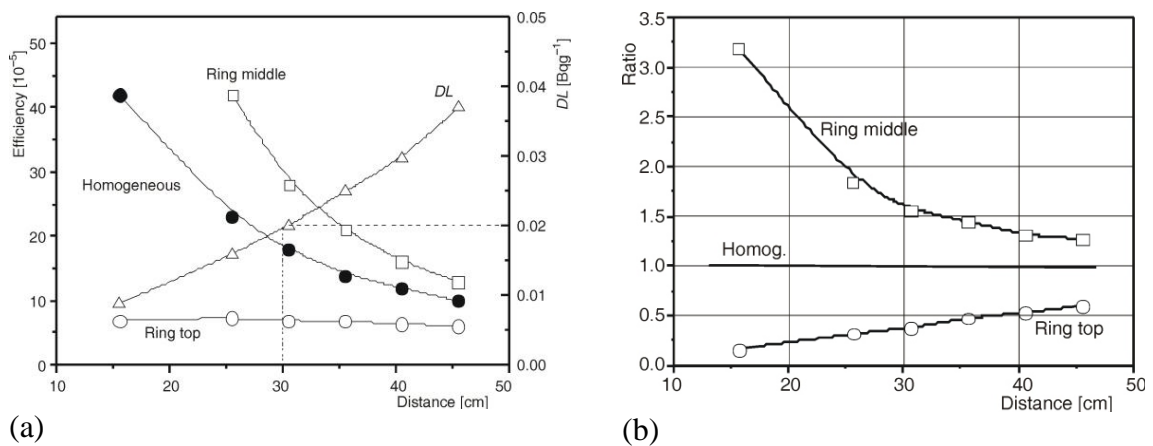 50
40
30
20
10
0
Efficiency [10⁻⁵]
Ring middle
DL
Homogeneous
Ring top
0.05
0.04
0.03
0.02
0.01
0.00
DL [Bqg⁻¹]
10 20 30 40 50
Distance [cm]
(a)
3.5
3.0
2.5
2.0
1.5
1.0
0.5
0.0
Ratio
Ring middle
Homog.
Ring top
10 20 30 40 50
Distance [cm]
(b)